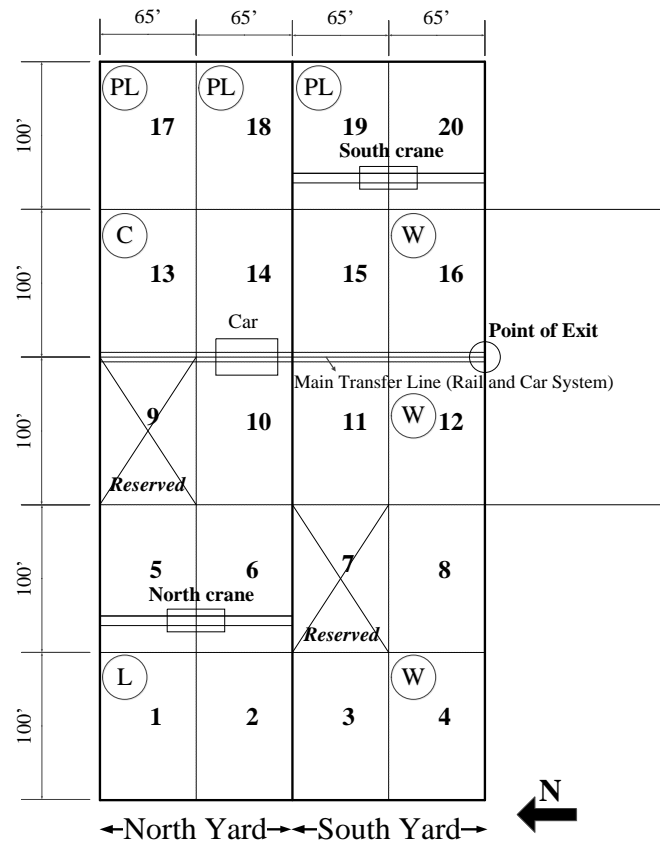 65' 65' 65' 65'
PL PL PL
17 18 19 20
100'
South crane
C W
13 14 15 16
100'
Car
Point of Exit
Main Transfer Line (Rail and Car System)
W
9 10 11 12
100'
Reserved
5 6 7 8
100'
North crane
Reserved
L W
1 2 3 4
100'
N
North Yard South Yard